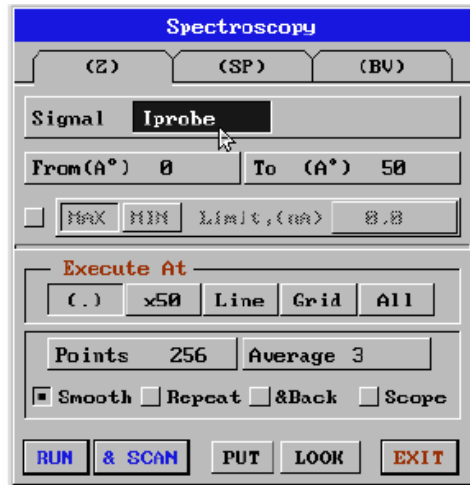 Spectroscopy
(Z) (SP) (BV)
Signal Iprobe
From(A°) 0 To (A°) 50
MAX MIN Limit,(nA) 0.0
Execute At
(.) x50 Line Grid All
Points 256 Average 3
Smooth Repeat &Back Scope
RUN & SCAN PUT LOOK EXIT